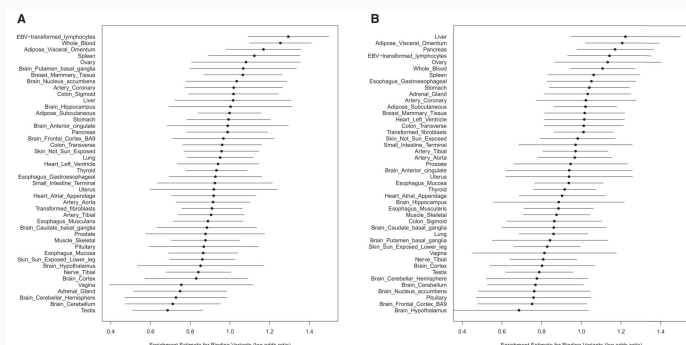 A
EBV-transformed_lymphocytes
Whole_Blood
Adipose_Visceral_Omentum
Spleen
Ovary
Brain_Putamen_basal_ganglia
Breast_Mammary_Tissue
Brain_Nucleus_accumbens
Artery_Coronary
Colon_Sigmoid
Liver
Brain_Hippocampus
Adipose_Subcutaneous
Stomach
Brain_Anterior_cingulate
Pancreas
Brain_Frontal_Cortex_BA9
Colon_Transverse
Skin_Not_Sun_Exposed
Lung
Heart_Left_Ventricle
Thyroid
Esophagus_Gastroesophageal
Small_Intestine_Terminal
Uterus
Heart_Atrial_Appendage
Artery_Aorta
Transformed_fibroblasts
Artery_Tibial
Esophagus_Muscularis
Brain_Caudate_basal_ganglia
Prostate
Muscle_Skeletal
Pituitary
Esophagus_Mucosa
Skin_Sun_Exposed_Lower_leg
Brain_Hypothalamus
Nerve_Tibial
Brain_Cortex
Vagina
Adrenal_Gland
Brain_Cerebellar_Hemisphere
Brain_Cerebellum
Testis
0.4 0.6 0.8 1.0 1.2 1.4
B
Liver
Adipose_Visceral_Omentum
Pancreas
EBV-transformed_lymphocytes
Ovary
Whole_Blood
Spleen
Esophagus_Gastroesophageal
Stomach
Adrenal_Gland
Artery_Coronary
Adipose_Subcutaneous
Breast_Mammary_Tissue
Heart_Left_Ventricle
Colon_Transverse
Transformed_fibroblasts
Skin_Not_Sun_Exposed
Small_Intestine_Terminal
Artery_Tibial
Artery_Aorta
Prostate
Brain_Anterior_cingulate
Uterus
Esophagus_Mucosa
Thyroid
Heart_Atrial_Appendage
Brain_Hippocampus
Esophagus_Muscularis
Muscle_Skeletal
Colon_Sigmoid
Brain_Caudate_basal_ganglia
Lung
Brain_Putamen_basal_ganglia
Skin_Sun_Exposed_Lower_leg
Vagina
Nerve_Tibial
Brain_Cortex
Testis
Brain_Cerebellar_Hemisphere
Brain_Cerebellum
Brain_Nucleus_accumbens
Pituitary
Brain_Frontal_Cortex_BA9
Brain_Hypothalamus
0.4 0.6 0.8 1.0 1.2 1.4